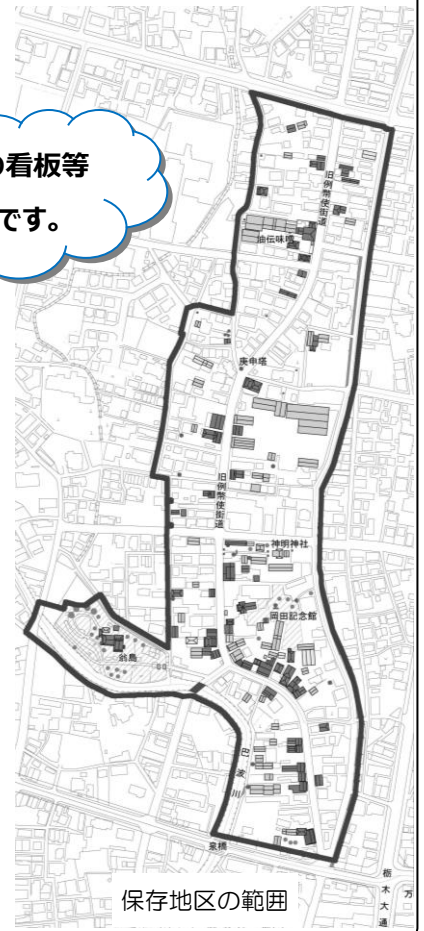 の看板等
です。
旧例幣使街道
油伝味噌
庚申塔
旧例幣使街道
神明神社
岡田記念館
翁島
巴波川
泉橋
栃木大通
万
保存地区の範囲